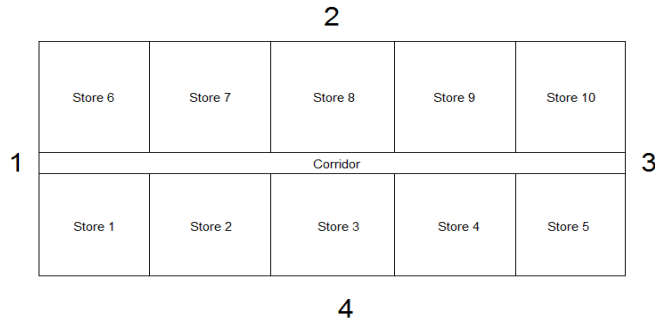 2
Store 6
Store 7
Store 8
Store 9
Store 10
1
Corridor
3
Store 1
Store 2
Store 3
Store 4
Store 5
4